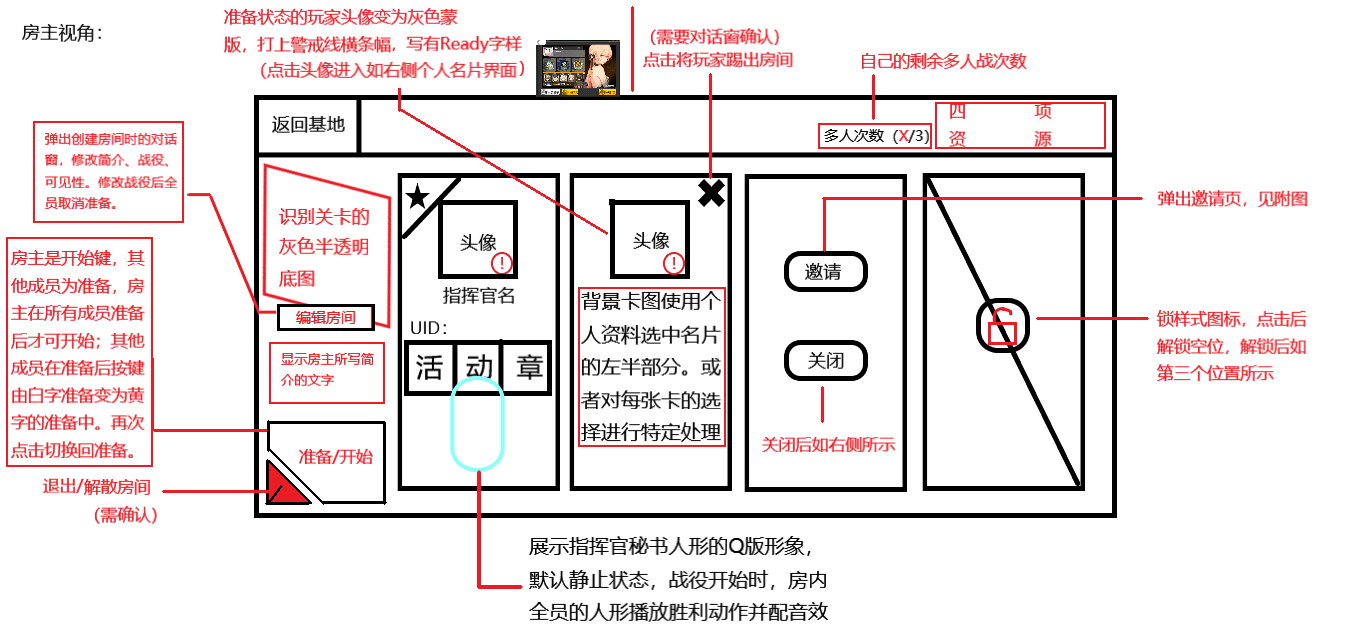 房主视角：
准备状态的玩家头像变为灰色蒙
版，打上警戒线横条幅，写有Ready字样
（点击头像进入如右侧个人名片界面）
（需要对话窗确认）
点击将玩家踢出房间
自己的剩余多人战次数
返回基地
多人次数（X/3）
四 项
资 源
弹出创建房间时的对话
窗，修改简介、战役、
可见性。修改战役后全
员取消准备。
识别关卡的
灰色半透明
底图
编辑房间
显示房主所写简
介的文字
房主是开始键，其
他成员为准备，房
主在所有成员准备
后才可开始；其他
成员在准备后按键
由白字准备变为黄
字的准备中。再次
点击切换回准备。
准备/开始
退出/解散房间
（需确认）
★
头像
!
指挥官名
UID：
活 动 章
头像
!
背景卡图使用个
人资料选中名片
的左半部分。或
者对每张卡的选
择进行特定处理
邀请
关闭
关闭后如右侧所示
弹出邀请页，见附图
锁样式图标，点击后
解锁空位，解锁后如
第三个位置所示
展示指挥官秘书人形的Q版形象，
默认静止状态，战役开始时，房内
全员的人形播放胜利动作并配音效